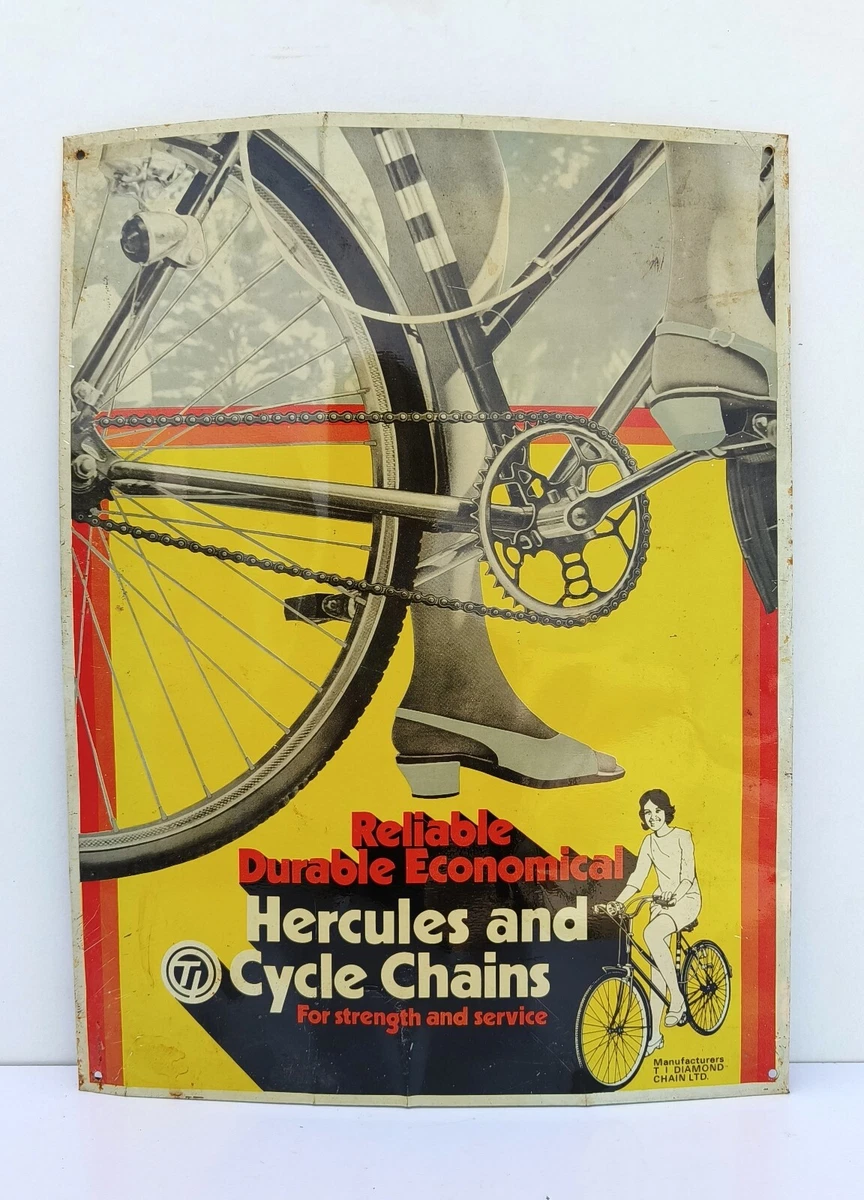 Reliable
Durable Economical
Hercules and
TI Cycle Chains
For strength and service
Manufacturers
T I DIAMOND
CHAIN LTD.